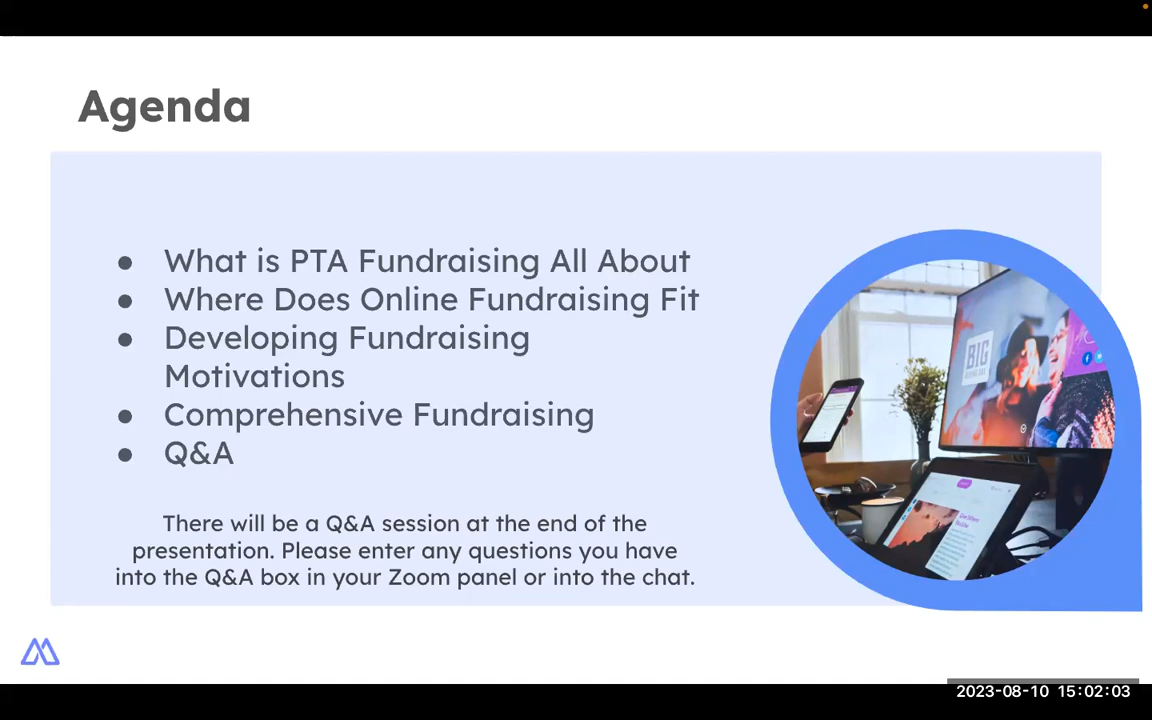 Agenda
● What is PTA Fundraising All About
● Where Does Online Fundraising Fit
● Developing Fundraising
Motivations
● Comprehensive Fundraising
● Q&A
There will be a Q&A session at the end of the
presentation. Please enter any questions you have
into the Q&A box in your Zoom panel or into the chat.
BIG
2023-08-10 15:02:03